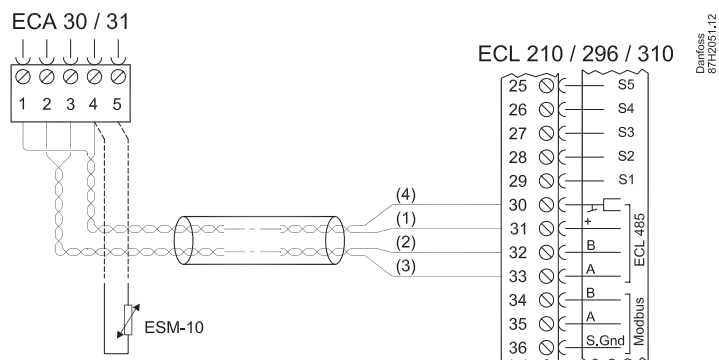 ECA 30 / 31
1 2 3 4 5
ECL 210 / 296 / 310
Danfoss
87H2051.12
25 S5
26 S4
27 S3
28 S2
29 S1
(4) 30
(1) 31 +
(2) 32 B
(3) 33 A
ECL 485
34 B
35 A
36 S.Gnd
Modbus
ESM-10